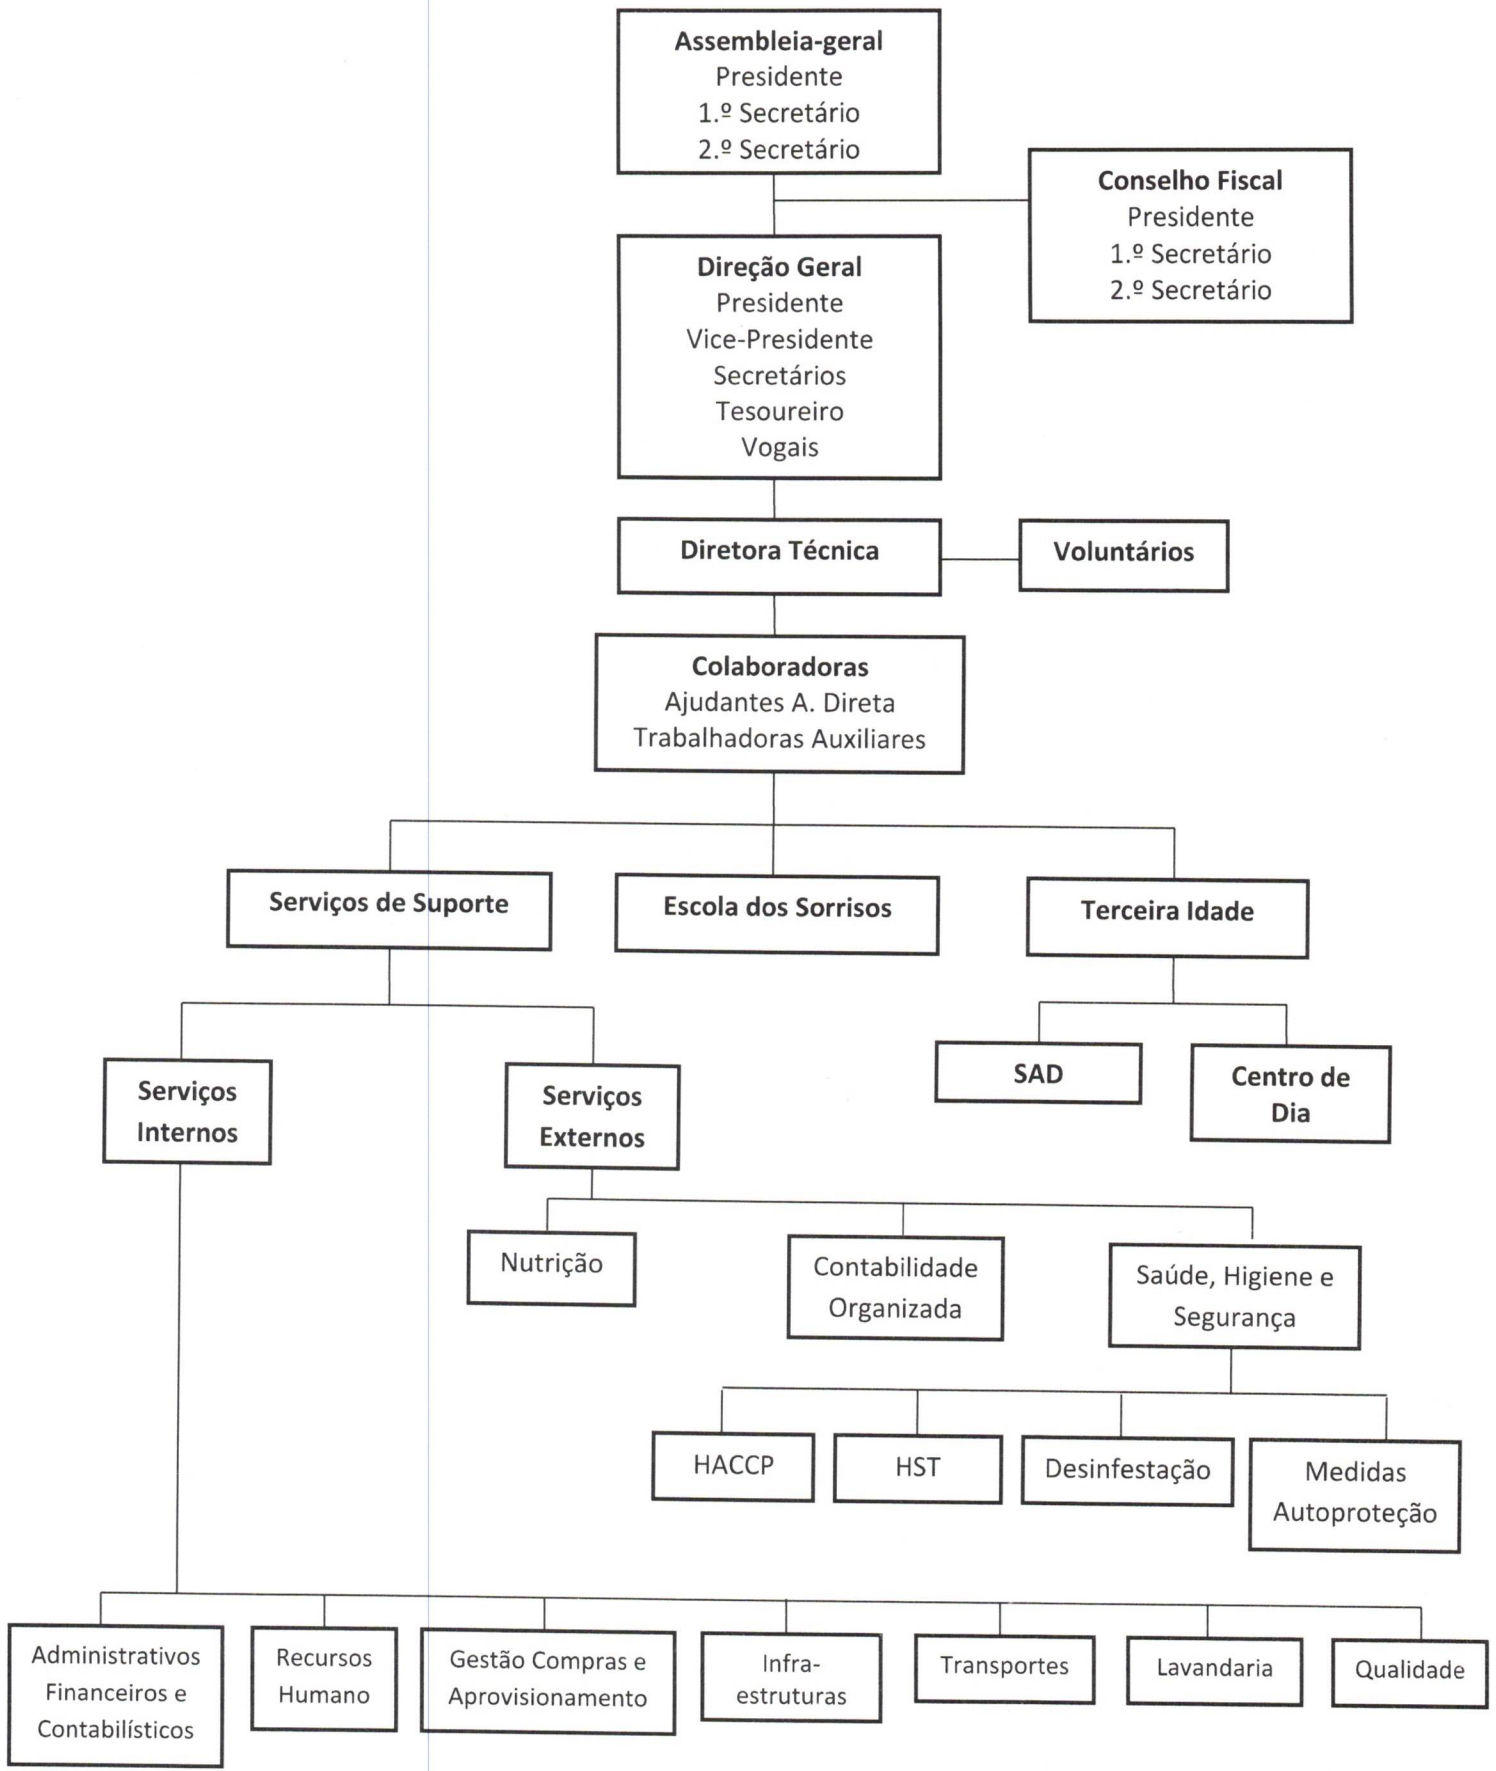 Assembleia-geral
Presidente
1.º Secretário
2.º Secretário
Conselho Fiscal
Presidente
1.º Secretário
2.º Secretário
Direção Geral
Presidente
Vice-Presidente
Secretários
Tesoureiro
Vogais
Diretora Técnica
Voluntários
Colaboradoras
Ajudantes A. Direta
Trabalhadoras Auxiliares
Serviços de Suporte
Escola dos Sorrisos
Terceira Idade
Serviços
Internos
Serviços
Externos
SAD
Centro de
Dia
Nutrição
Contabilidade
Organizada
Saúde, Higiene e
Segurança
HACCP
HST
Desinfestação
Medidas
Autoproteção
Administrativos
Financeiros e
Contabilísticos
Recursos
Humano
Gestão Compras e
Aprovisionamento
Infra-
estruturas
Transportes
Lavandaria
Qualidade